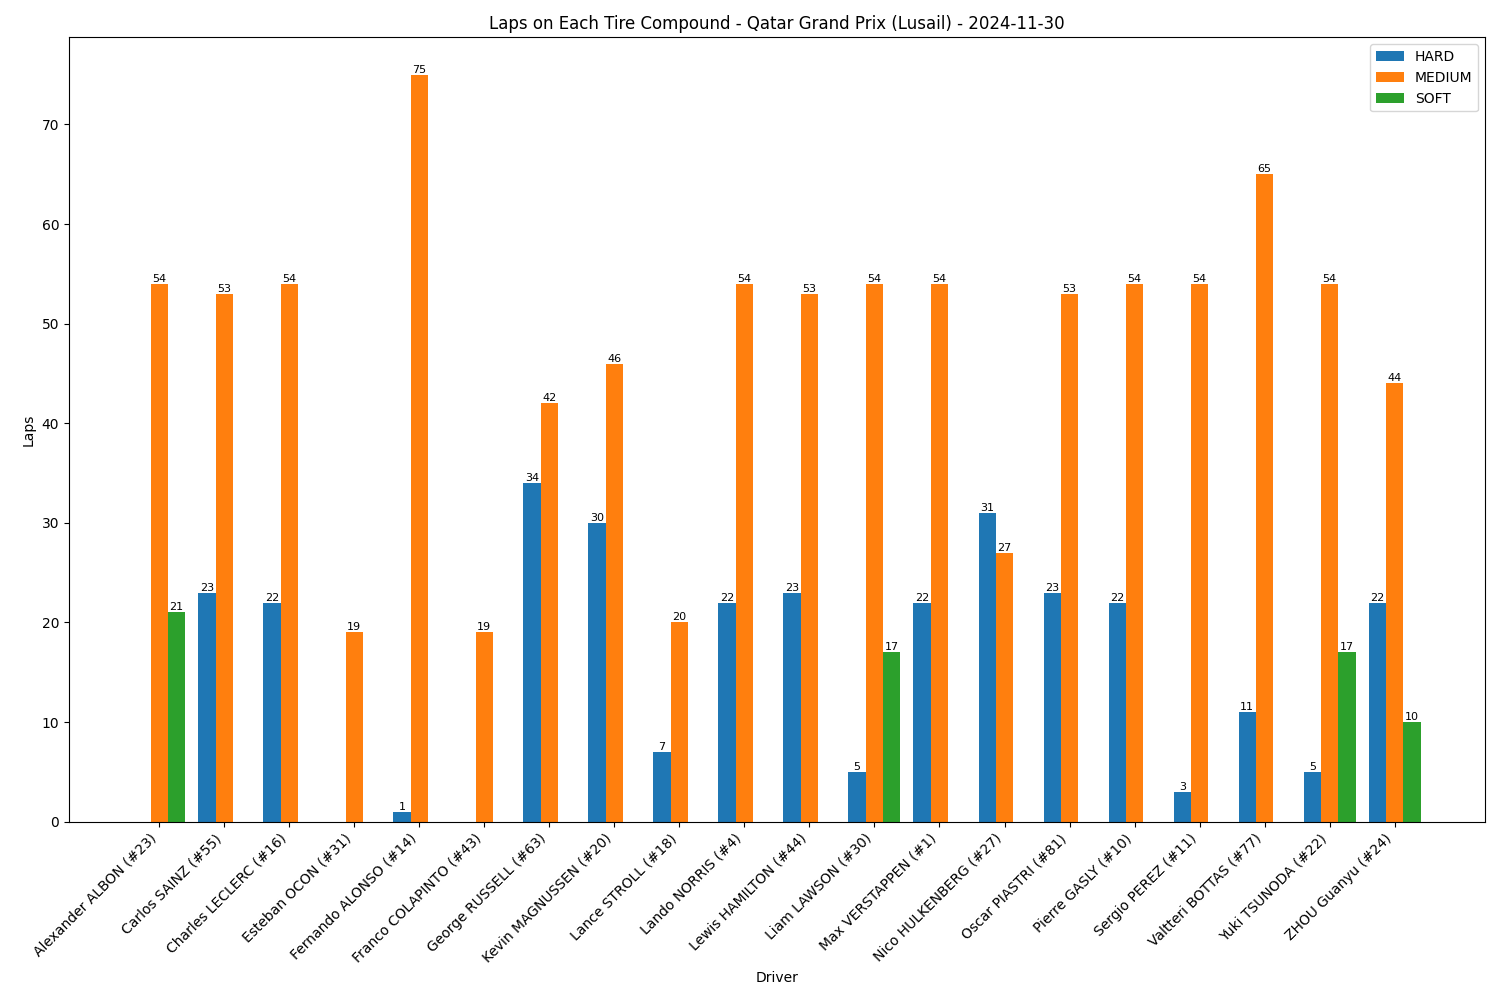 Laps on Each Tire Compound - Qatar Grand Prix (Lusail) - 2024-11-30
HARD
MEDIUM
SOFT
Laps
70
60
50
40
30
20
10
0
54
21
23
53
22
54
19
1
75
19
34
42
30
46
7
20
22
54
23
53
5
54
17
22
54
31
27
23
53
22
54
3
54
11
65
5
54
17
22
44
10
Alexander ALBON (#23)
Carlos SAINZ (#55)
Charles LECLERC (#16)
Esteban OCON (#31)
Fernando ALONSO (#14)
Franco COLAPINTO (#43)
George RUSSELL (#63)
Kevin MAGNUSSEN (#20)
Lance STROLL (#18)
Lando NORRIS (#4)
Lewis HAMILTON (#44)
Liam LAWSON (#30)
Max VERSTAPPEN (#1)
Nico HULKENBERG (#27)
Oscar PIASTRI (#81)
Pierre GASLY (#10)
Sergio PEREZ (#11)
Valtteri BOTTAS (#77)
Yuki TSUNODA (#22)
ZHOU Guanyu (#24)
Driver